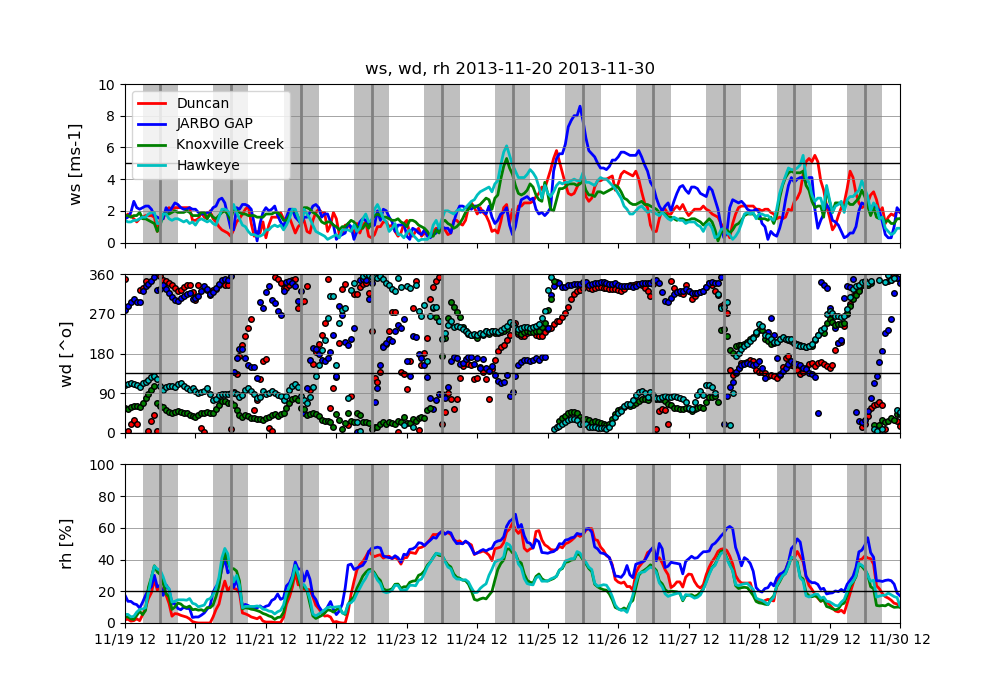 ws, wd, rh 2013-11-20 2013-11-30
ws [ms-1]
10
8
6
4
2
0
Duncan
JARBO GAP
Knoxville Creek
Hawkeye
wd [^o]
360
270
180
90
0
rh [%]
100
80
60
40
20
0
11/19 12 11/20 12 11/21 12 11/22 12 11/23 12 11/24 12 11/25 12 11/26 12 11/27 12 11/28 12 11/29 12 11/30 12